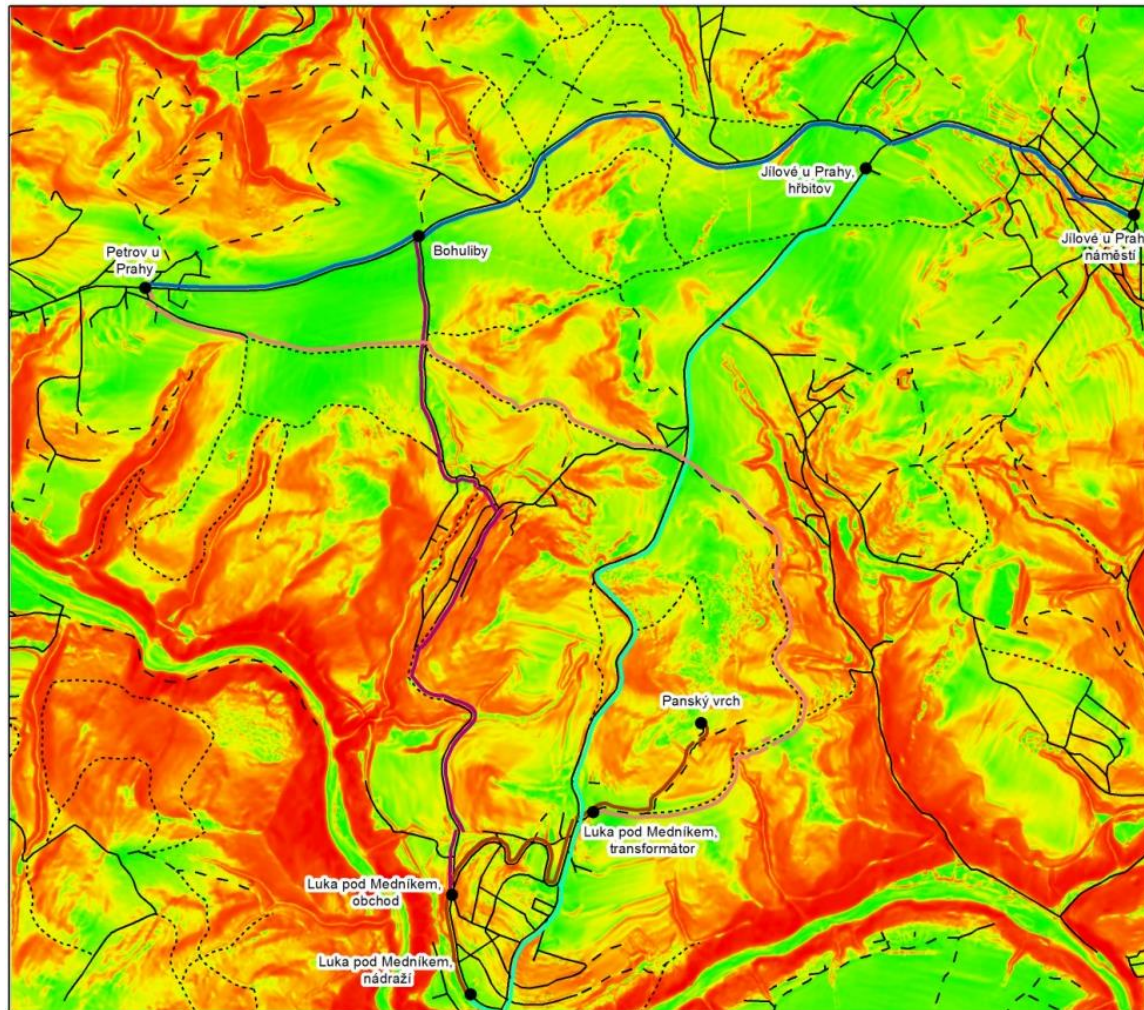 Jílové u Prahy,
hřbitov
Jílové u Prah
náměstí
Petrov u
Prahy
Bohuliby
Panský vrch
Luka pod Medníkem,
transformátor
Luka pod Medníkem,
obchod
Luka pod Medníkem,
nádraží